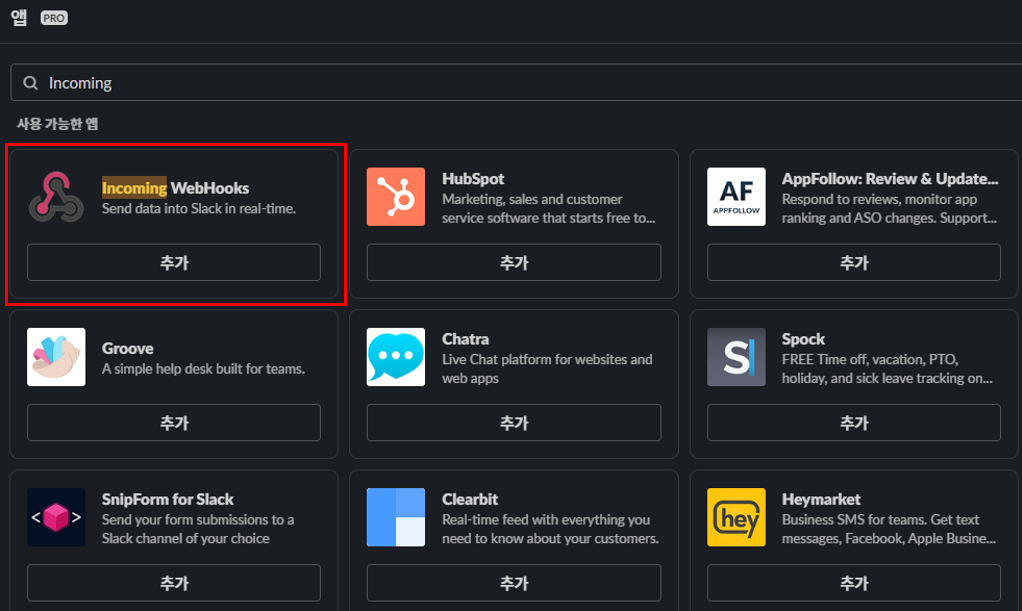 앱 PRO
Incoming
사용 가능한 앱
Incoming WebHooks
Send data into Slack in real-time.
추가
HubSpot
Marketing, sales and customer
service software that starts free to...
추가
AF
APPFOLLOW
AppFollow: Review & Update...
Respond to reviews, monitor app
ranking and ASO changes. Support...
추가
Groove
A simple help desk built for teams.
추가
Chatra
Live Chat platform for websites and
web apps
추가
S
Spock
FREE Time off, vacation, PTO,
holiday, and sick leave tracking on...
추가
SnipForm for Slack
Send your form submissions to a
Slack channel of your choice
추가
Clearbit
Real-time feed with everything you
need to know about your customers.
추가
hey
Heymarket
Business SMS for teams. Get text
messages, Facebook, Apple Busine...
추가